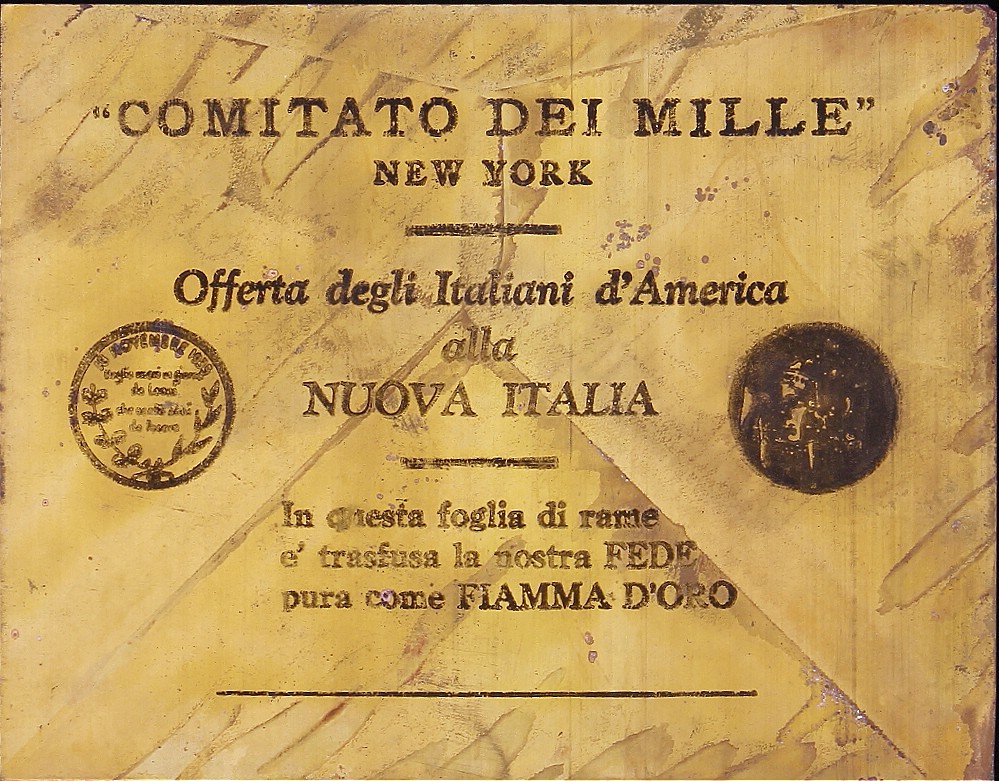 "COMITATO DEI MILLE"
NEW YORK
Offerta degli Italiani d'America
alla
NUOVA ITALIA
NOVEMBRE
In questa foglia di rame
e' trasfusa la nostra FEDE
pura come FIAMMA D'ORO